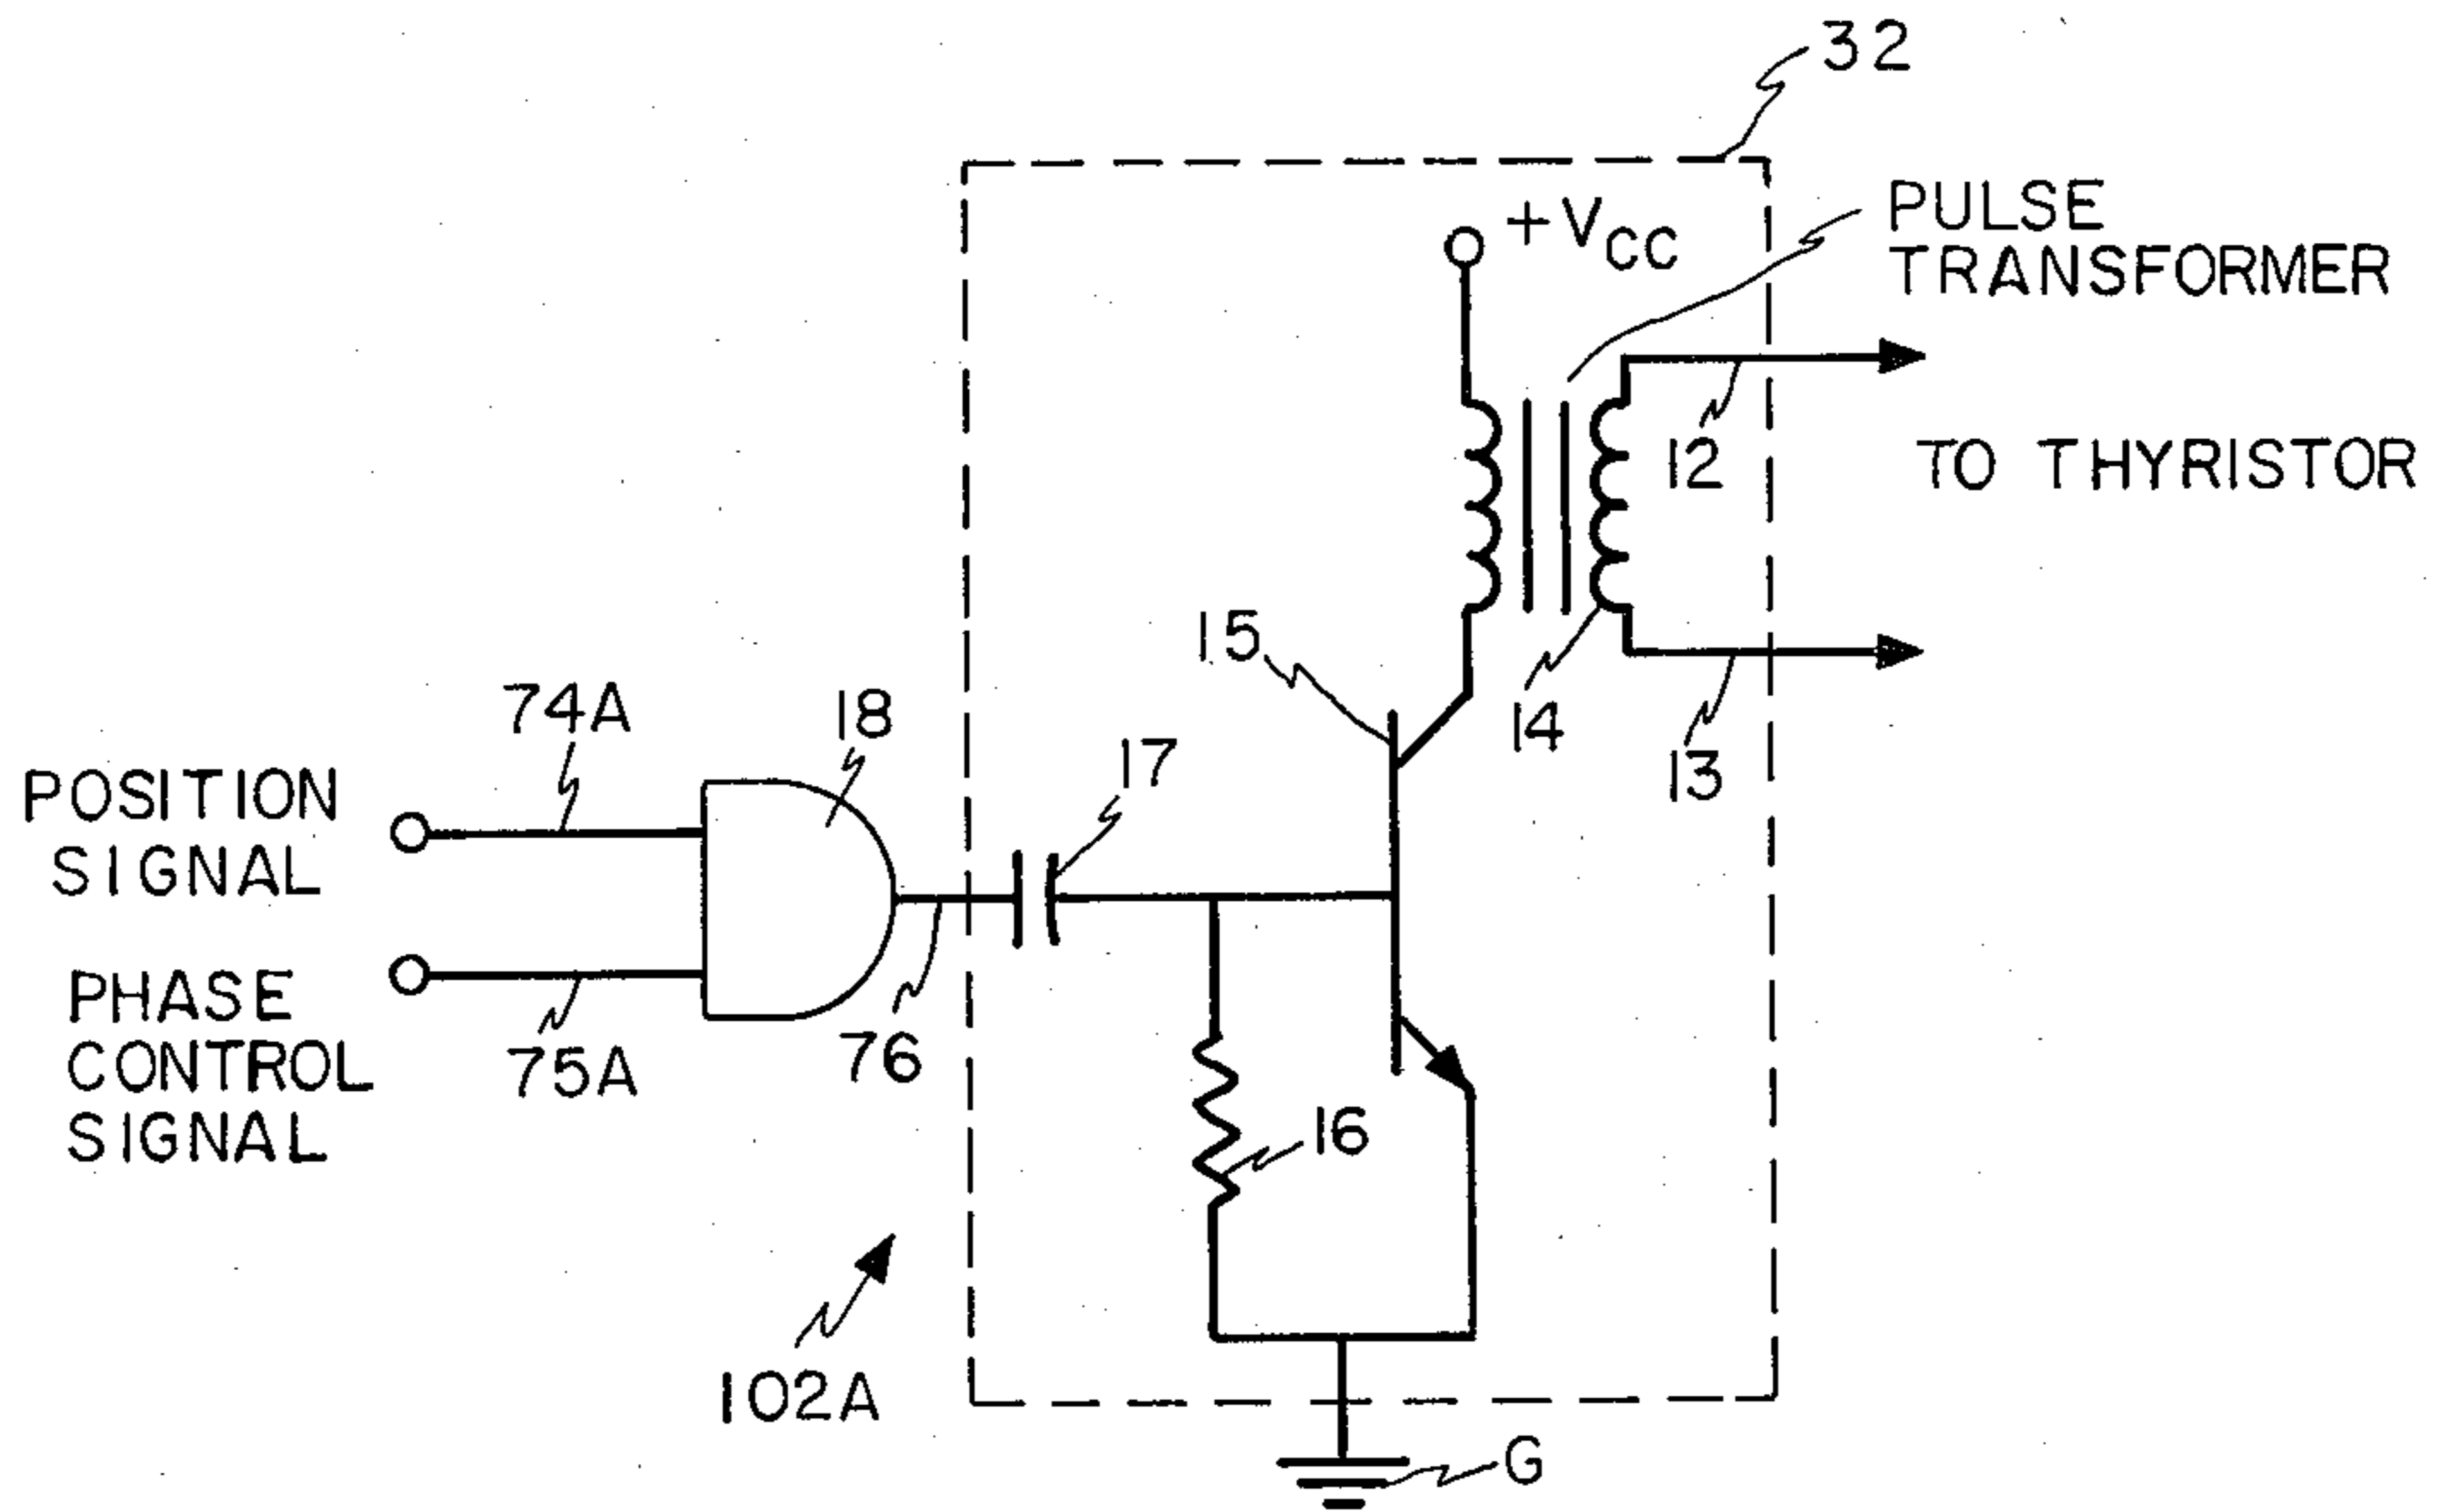 32
+VCC
PULSE
TRANSFORMER
12
TO THYRISTOR
15
14
13
74A
18
17
POSITION
SIGNAL
PHASE
CONTROL
SIGNAL
75A
76
16
102A
G